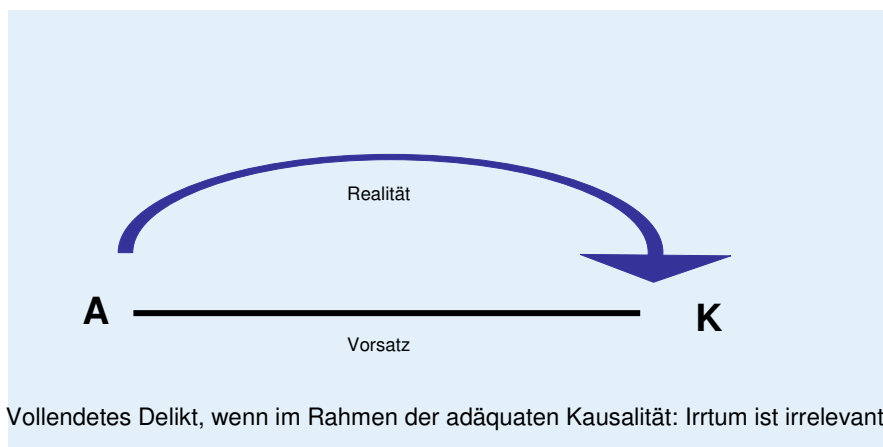 Realität
A
K
Vorsatz
Vollendetes Delikt, wenn im Rahmen der adäquaten Kausalität: Irrtum ist irrelevant